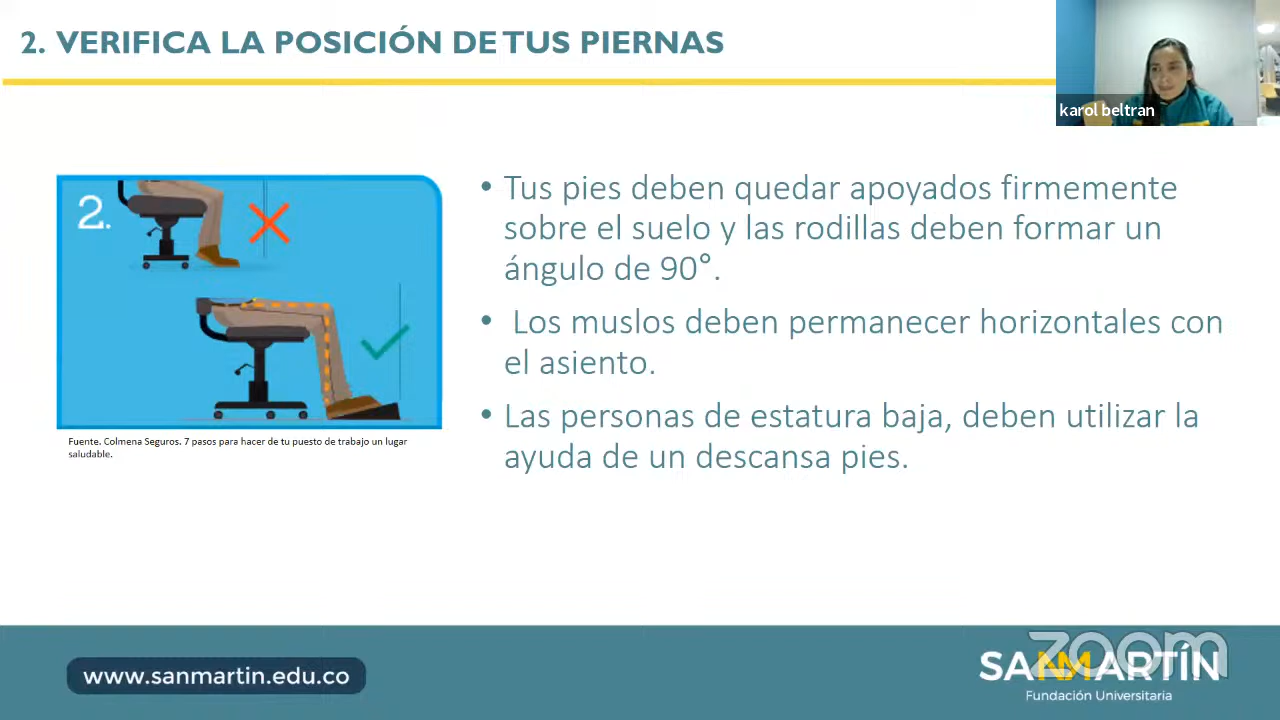 2. VERIFICA LA POSICIÓN DE TUS PIERNAS
karol beltran
2.
• Tus pies deben quedar apoyados firmemente
sobre el suelo y las rodillas deben formar un
ángulo de 90°.
• Los muslos deben permanecer horizontales con
el asiento.
• Las personas de estatura baja, deben utilizar la
ayuda de un descansa pies.
Fuente. Colmena Seguros. 7 pasos para hacer de tu puesto de trabajo un lugar
saludable.
www.sanmartin.edu.co
zoom
SANMARTÍN
Fundación Universitaria